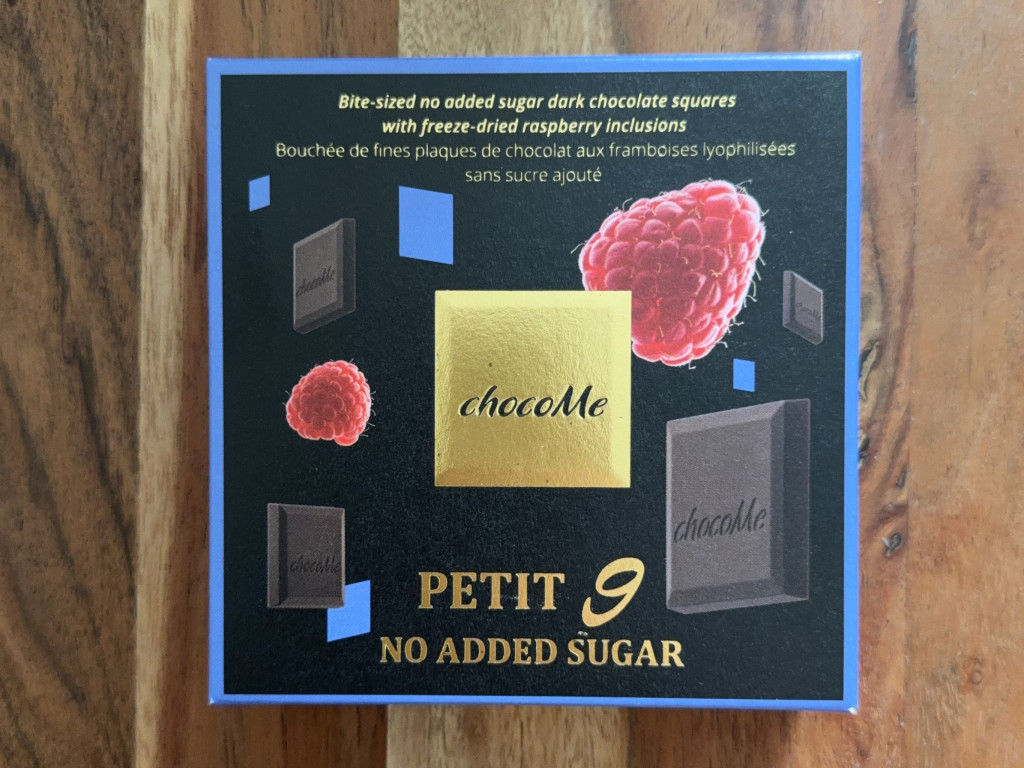 Bite-sized no added sugar dark chocolate squares
with freeze-dried raspberry inclusions
Bouchée de fines plaques de chocolat aux framboises lyophilisées
sans sucre ajouté
chocoMe
chocoMe
chocoMe
chocoMe
chocoMe
PETIT 9
NO ADDED SUGAR